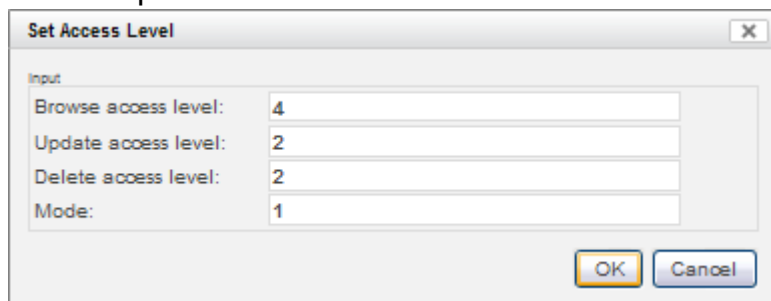 Set Access Level
Input
Browse access level: 4
Update access level: 2
Delete access level: 2
Mode: 1
OK Cancel